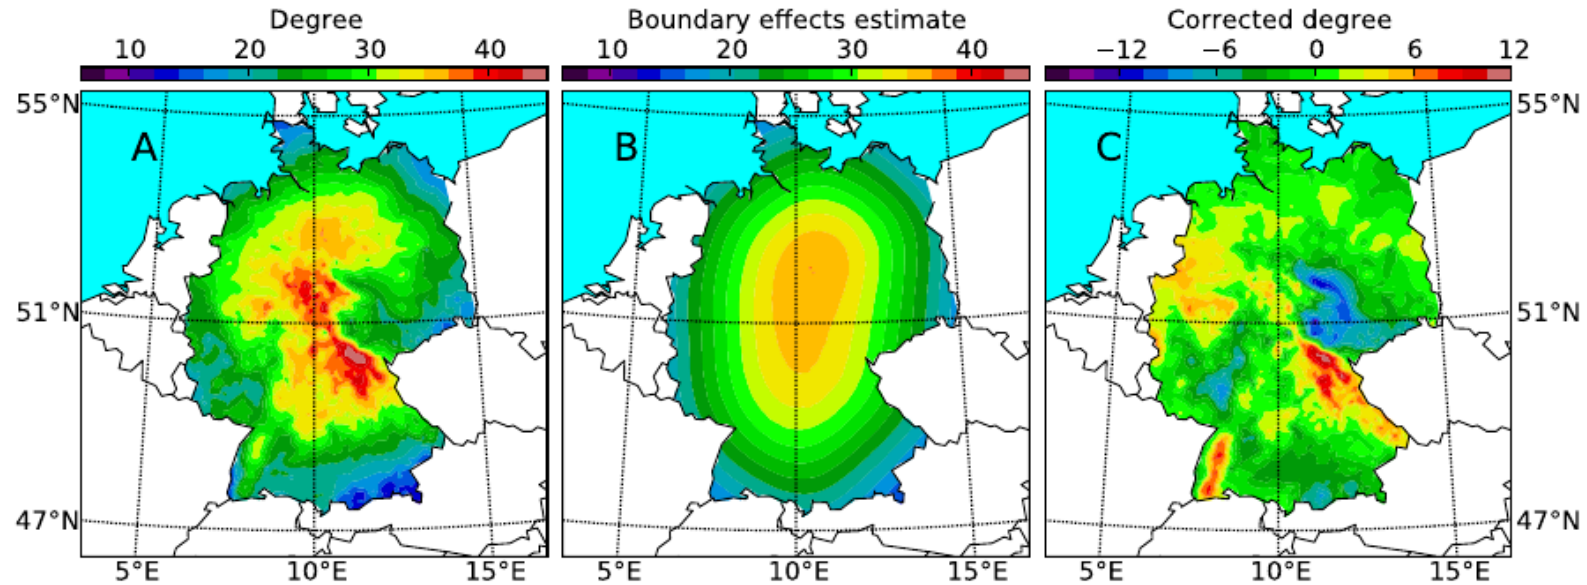 Degree Boundary effects estimate Corrected degree
10 20 30 40 10 20 30 40 −12 −6 0 6 12
55°N A B C 55°N
51°N 51°N
47°N 47°N
5°E 10°E 15°E 5°E 10°E 15°E 5°E 10°E 15°E